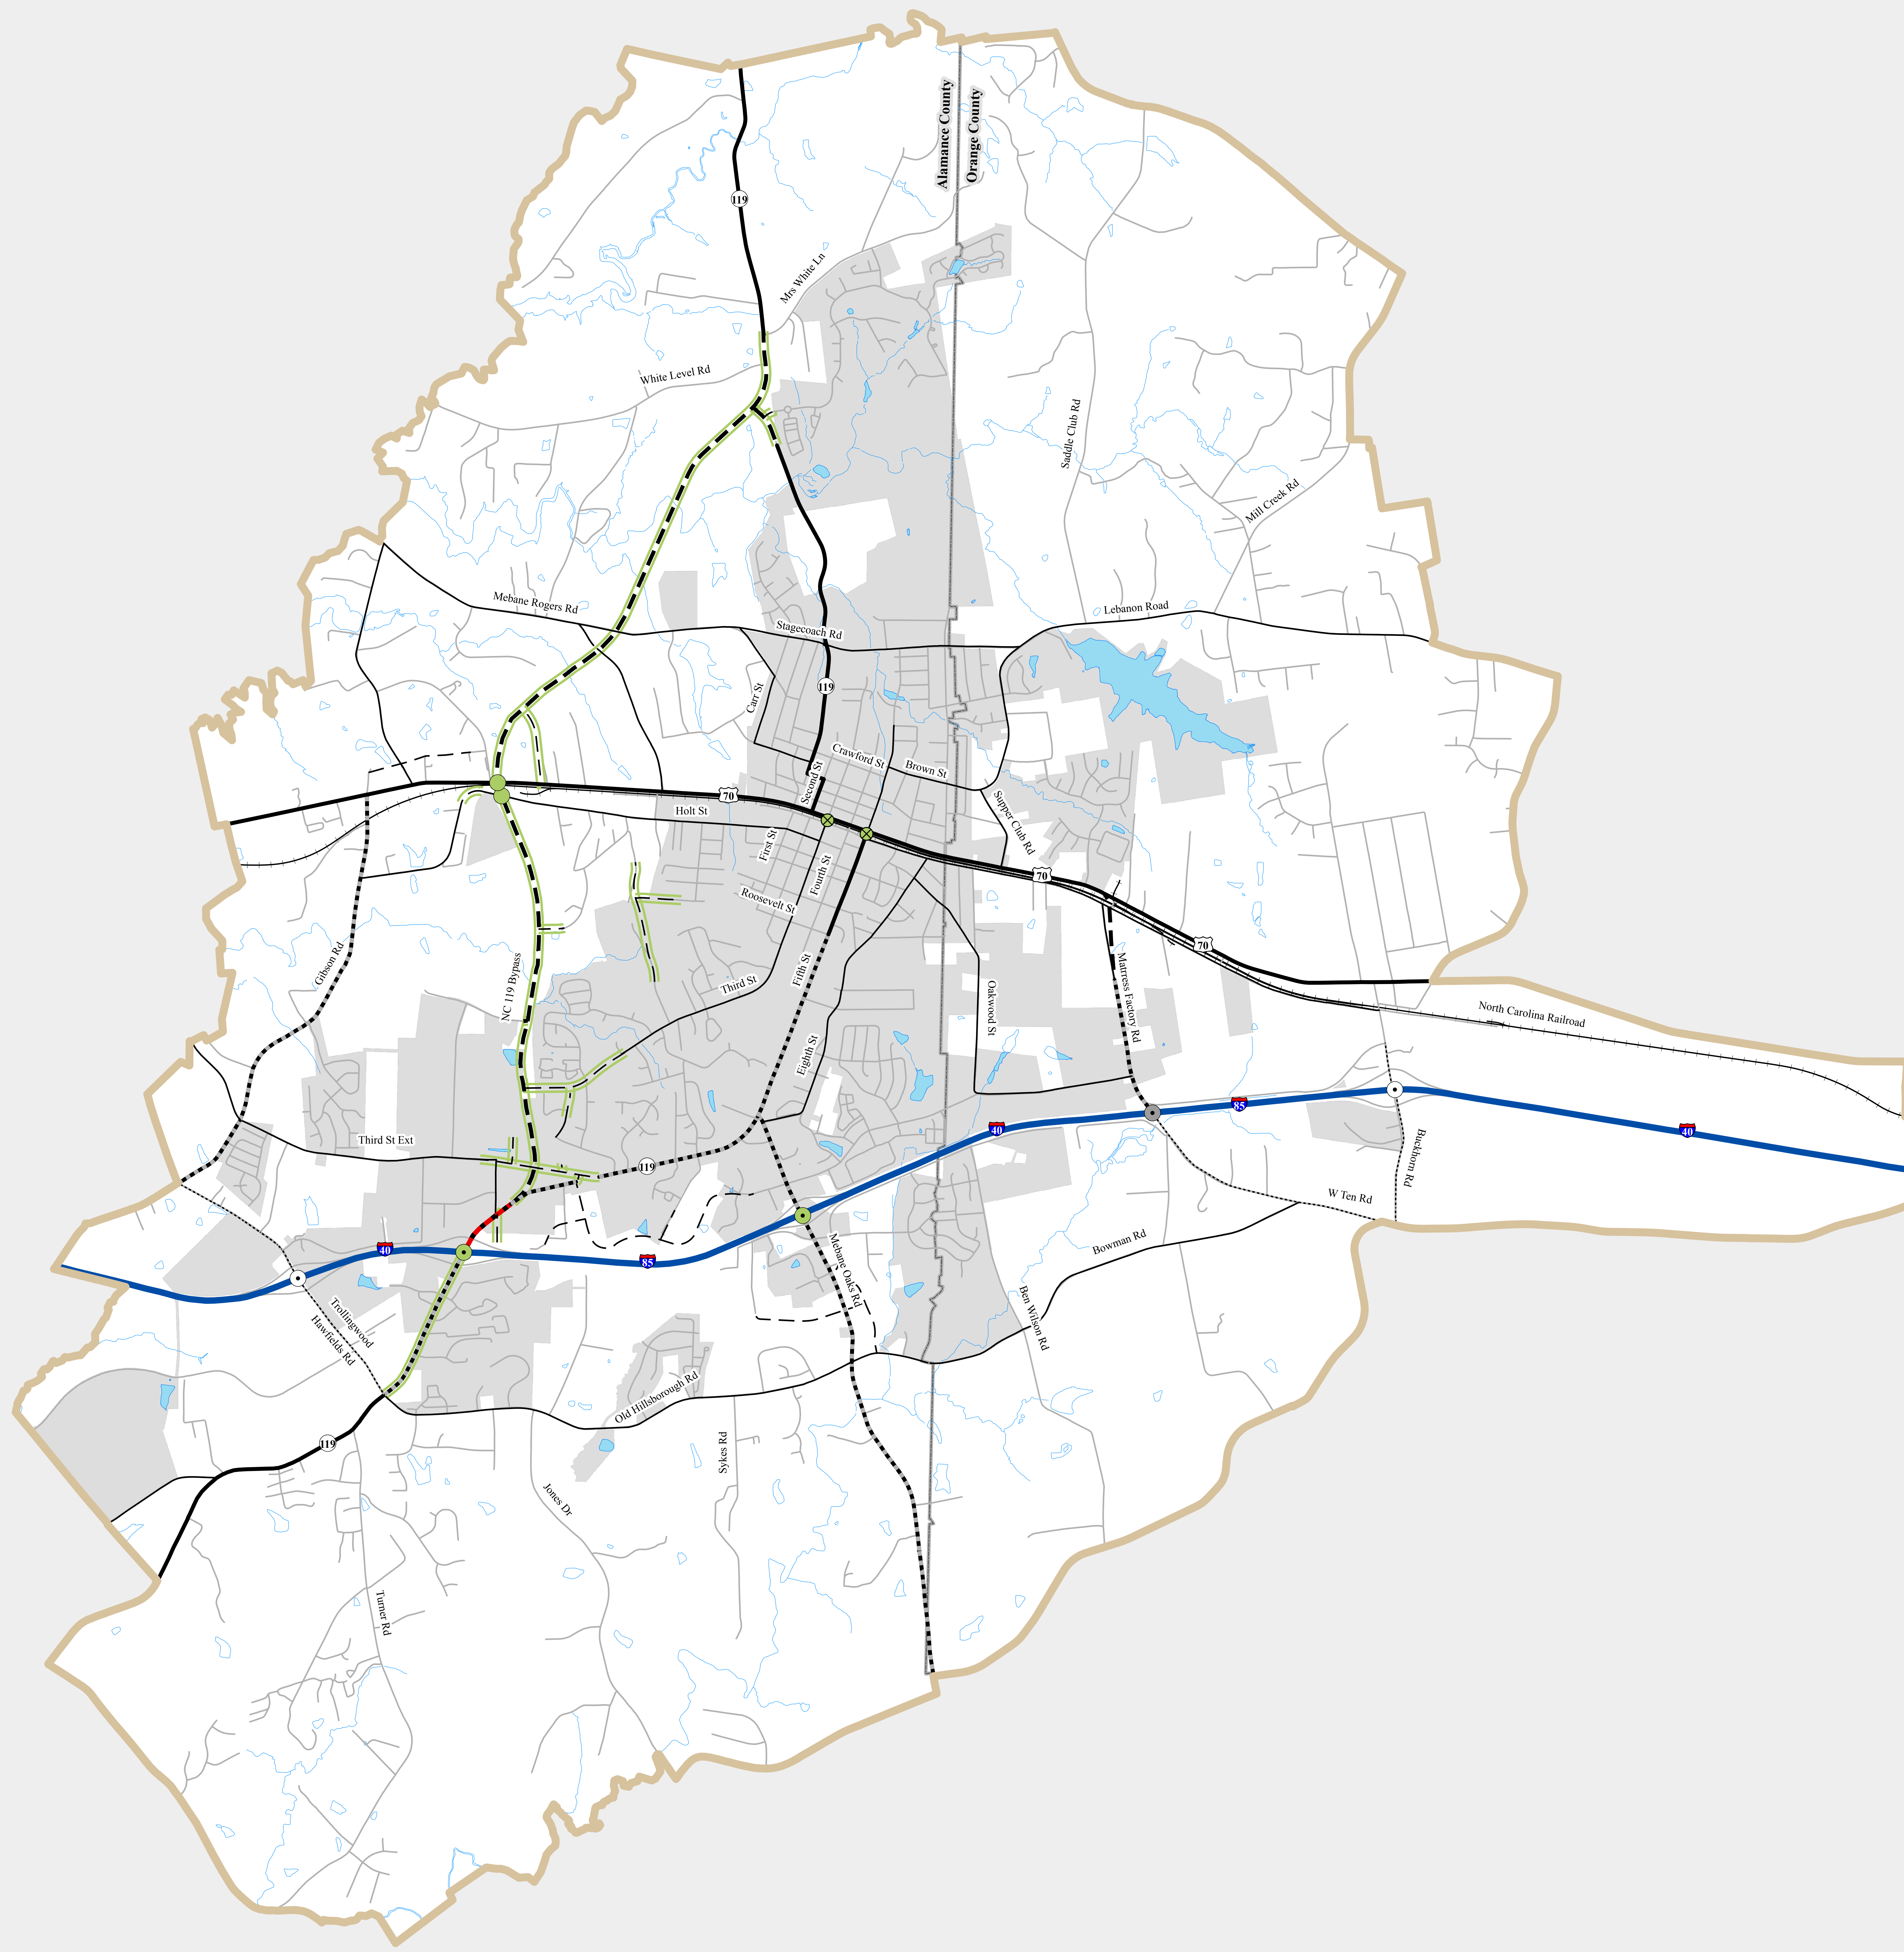 Alamance County
Orange County
119
Mrs White Ln
White Level Rd
Saddle Club Rd
Mill Creek Rd
Mebane Rogers Rd
Lebanon Road
Stagecoach Rd
119
Carr St
Crawford St
Brown St
Second St
70
Holt St
Supper Club Rd
First St
Fourth St
70
Roosevelt St
70
Gibson Rd
NC 119 Bypass
Third St
Fifth St
Oakwood St
Matress Factory Rd
North Carolina Railroad
Eighth St
85
40
40
Third St Ext
119
Buckhorn Rd
W Ten Rd
40
85
Mebane Oaks Rd
Bowman Rd
Ben Wilson Rd
Trollingwood
Hawfields Rd
Old Hillsborough Rd
119
Sykes Rd
Jones Dr
Turner Rd